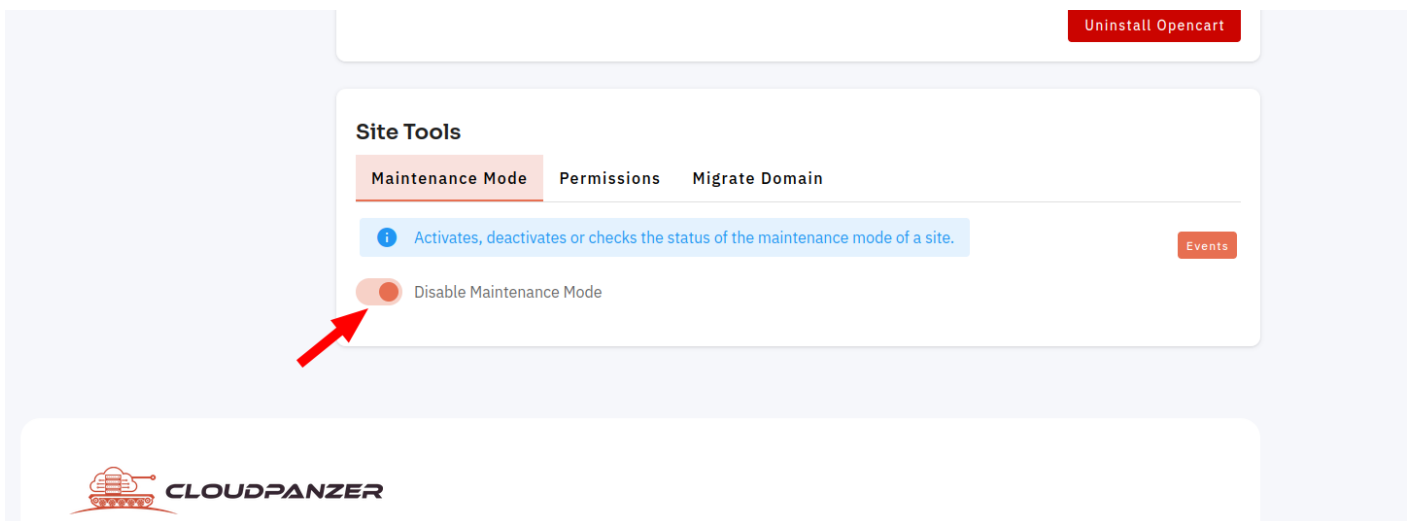 Uninstall Opencart
Site Tools
Maintenance Mode Permissions Migrate Domain
Activates, deactivates or checks the status of the maintenance mode of a site.
Events
Disable Maintenance Mode
CLOUDPANZER